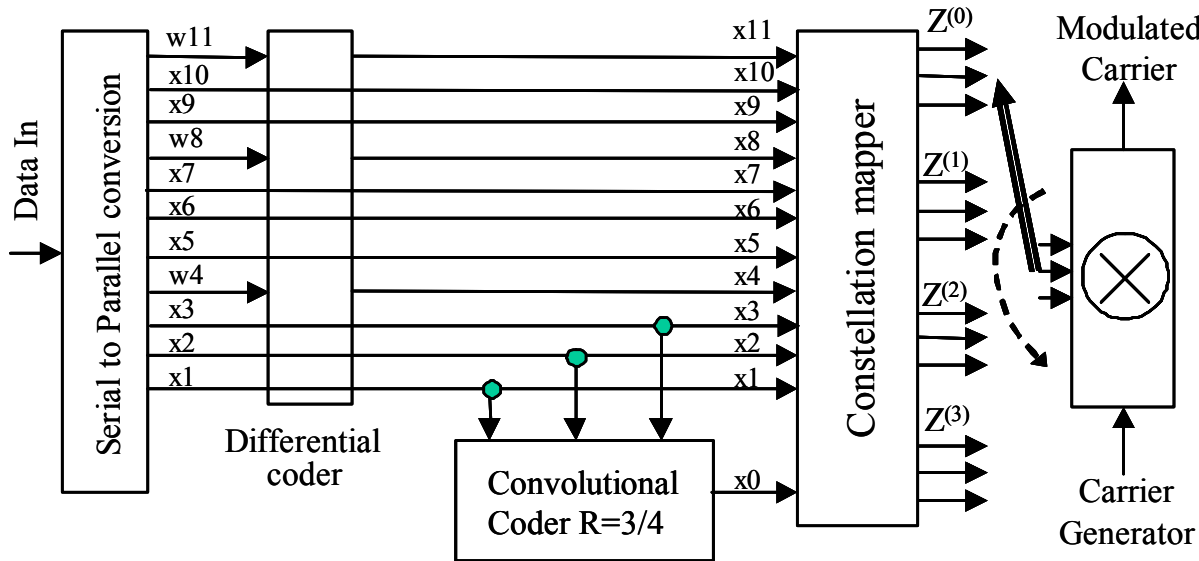 Data In
Serial to Parallel conversion
w11
x10
x9
w8
x7
x6
x5
w4
x3
x2
x1
Differential
coder
Convolutional
Coder R=3/4
x11
x10
x9
x8
x7
x6
x5
x4
x3
x2
x1
x0
Constellation mapper
Z(0)
Z(1)
Z(2)
Z(3)
Modulated
Carrier
Carrier
Generator